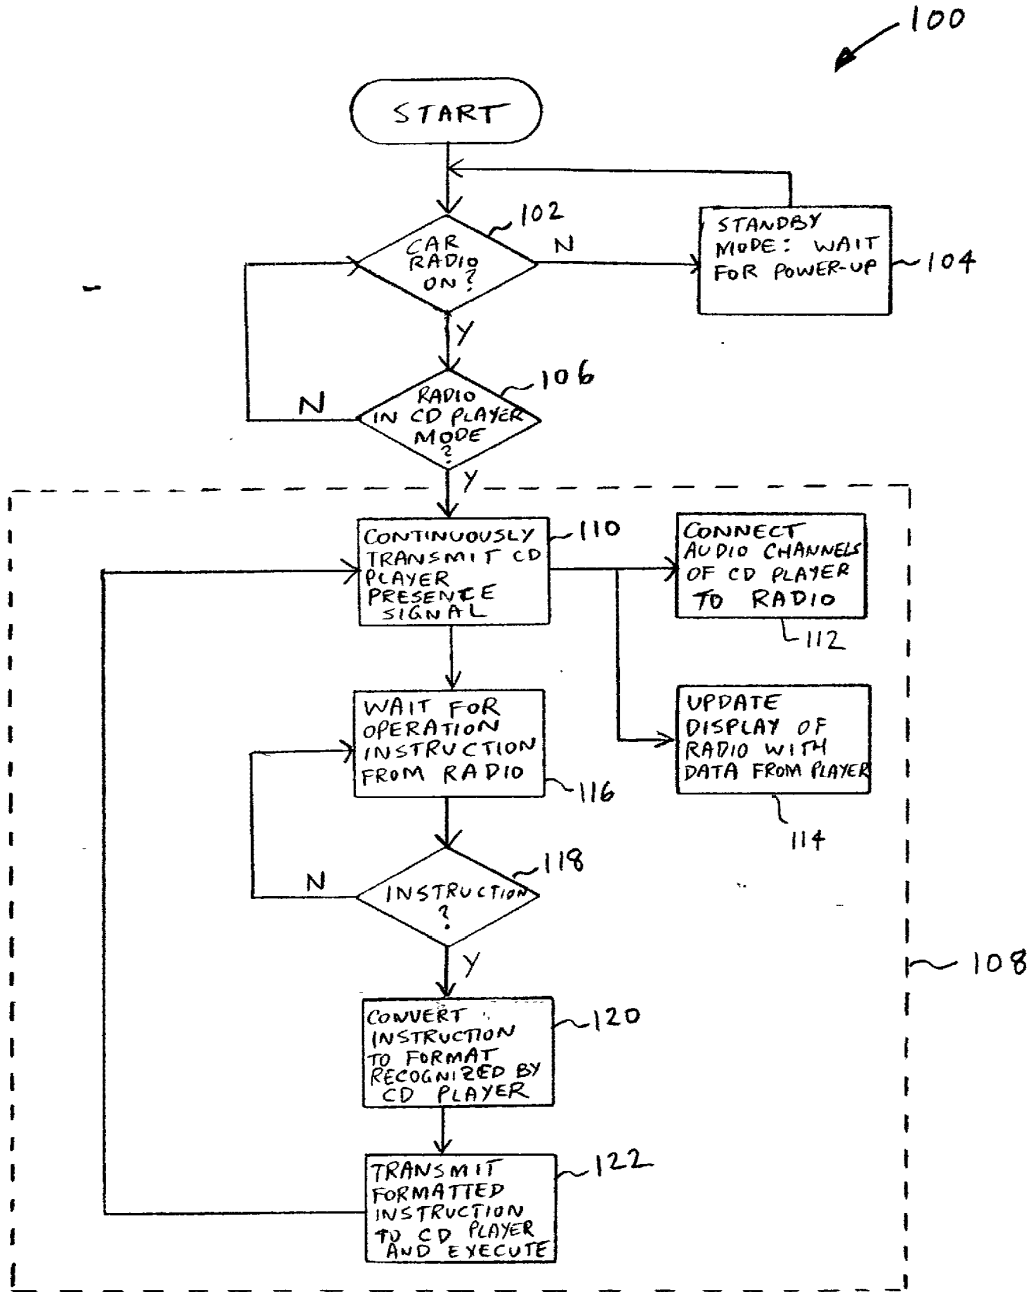 100
START
102
CAR
RADIO
ON?
N
STANDBY
MODE: WAIT
FOR POWER-UP
104
Y
106
RADIO
IN CD PLAYER
MODE
?
N
Y
CONTINUOUSLY
TRANSMIT CD
PLAYER
PRESENCE
SIGNAL
110
CONNECT
AUDIO CHANNELS
OF CD PLAYER
TO RADIO
112
WAIT FOR
OPERATION
INSTRUCTION
FROM RADIO
116
UPDATE
DISPLAY OF
RADIO WITH
DATA FROM PLAYER
114
118
INSTRUCTION
?
N
Y
108
CONVERT
INSTRUCTION
TO FORMAT
RECOGNIZED BY
CD PLAYER
120
TRANSMIT
FORMATTED
INSTRUCTION
TO CD PLAYER
AND EXECUTE
122